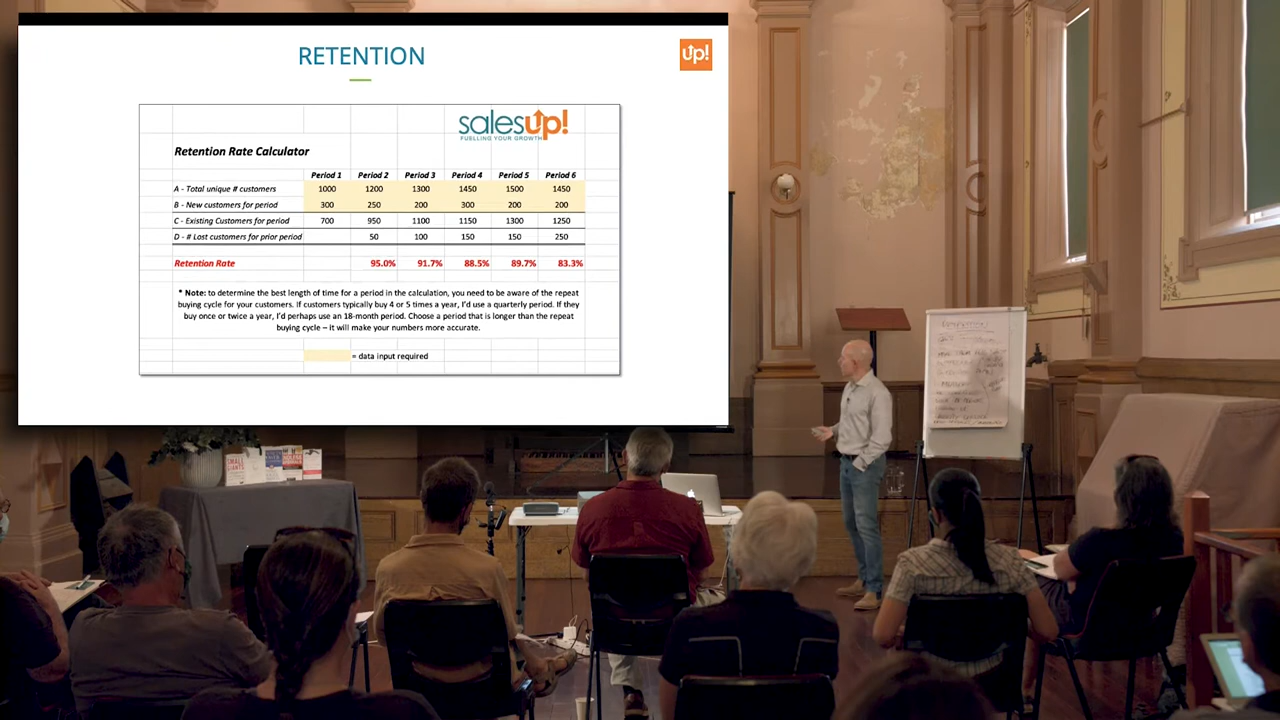 RETENTION
up!
salesup!
FUELLING YOUR GROWTH
Retention Rate Calculator
Period 1 Period 2 Period 3 Period 4 Period 5 Period 6
A - Total unique # customers 1000 1200 1300 1450 1500 1450
B - New customers for period 300 250 200 300 200 200
C - Existing Customers for period 700 950 1100 1150 1300 1250
D - # Lost customers for prior period 50 100 150 150 250
Retention Rate 95.0% 91.7% 88.5% 89.7% 83.3%
* Note: to determine the best length of time for a period in the calculation, you need to be aware of the repeat
buying cycle for your customers. If customers typically buy 4 or 5 times a year, I'd use a quarterly period. If they
buy once or twice a year, I'd perhaps use an 18-month period. Choose a period that is longer than the repeat
buying cycle – it will make your numbers more accurate.
= data input required
SMALL
GIANTS